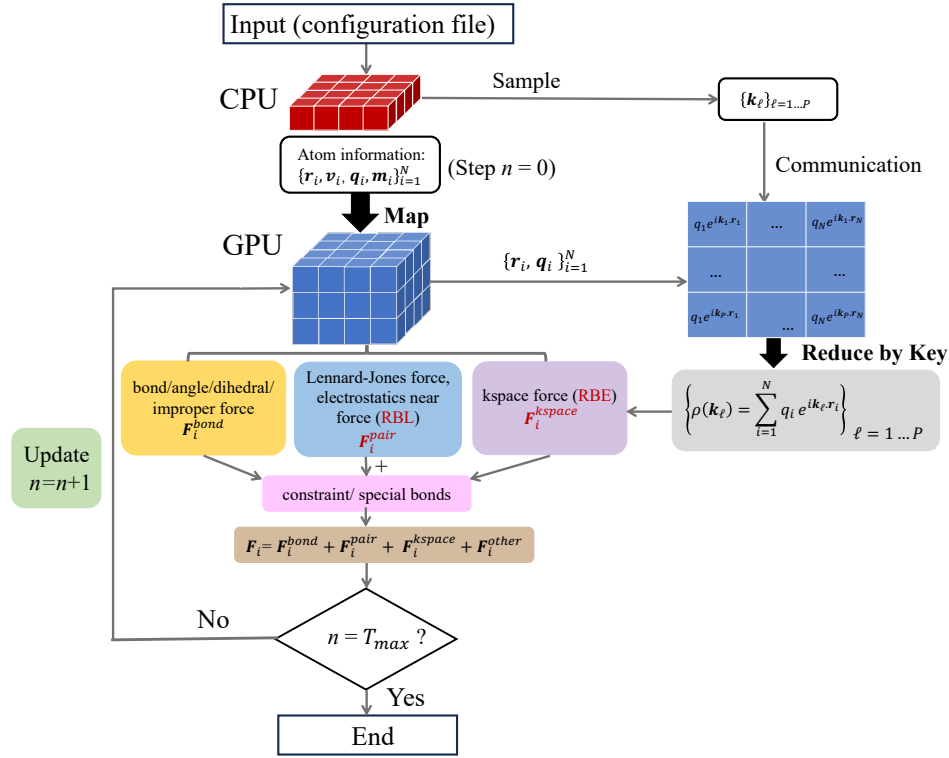 Input (configuration file)
CPU
Sample
{𝒌_ℓ}_{ℓ=1…P}
Atom information:
{𝒓_i, 𝒗_i, 𝒒_i, 𝒎_i}_{i=1}^{N}
(Step n = 0)
Communication
Map
GPU
{𝒓_i, 𝒒_i }_{i=1}^{N}
q_1e^{i𝒌_1.𝒓_1} ... q_Ne^{i𝒌_1.𝒓_N}
... ...
q_1e^{i𝒌_P.𝒓_1} ... q_Ne^{i𝒌_P.𝒓_N}
Reduce by Key
bond/angle/dihedral/
improper force
𝑭_i^{bond}
Lennard-Jones force,
electrostatics near
force (RBL)
𝑭_i^{pair}
kspace force (RBE)
𝑭_i^{kspace}
{ρ(𝒌_ℓ) = ∑_{i=1}^{N} q_i e^{i𝒌_ℓ.𝒓_i}}_{ℓ = 1 … P}
Update
n=n+1
+
constraint/ special bonds
𝑭_i= 𝑭_i^{bond} + 𝑭_i^{pair} + 𝑭_i^{kspace} + 𝑭_i^{other}
No
n = T_{max} ?
Yes
End